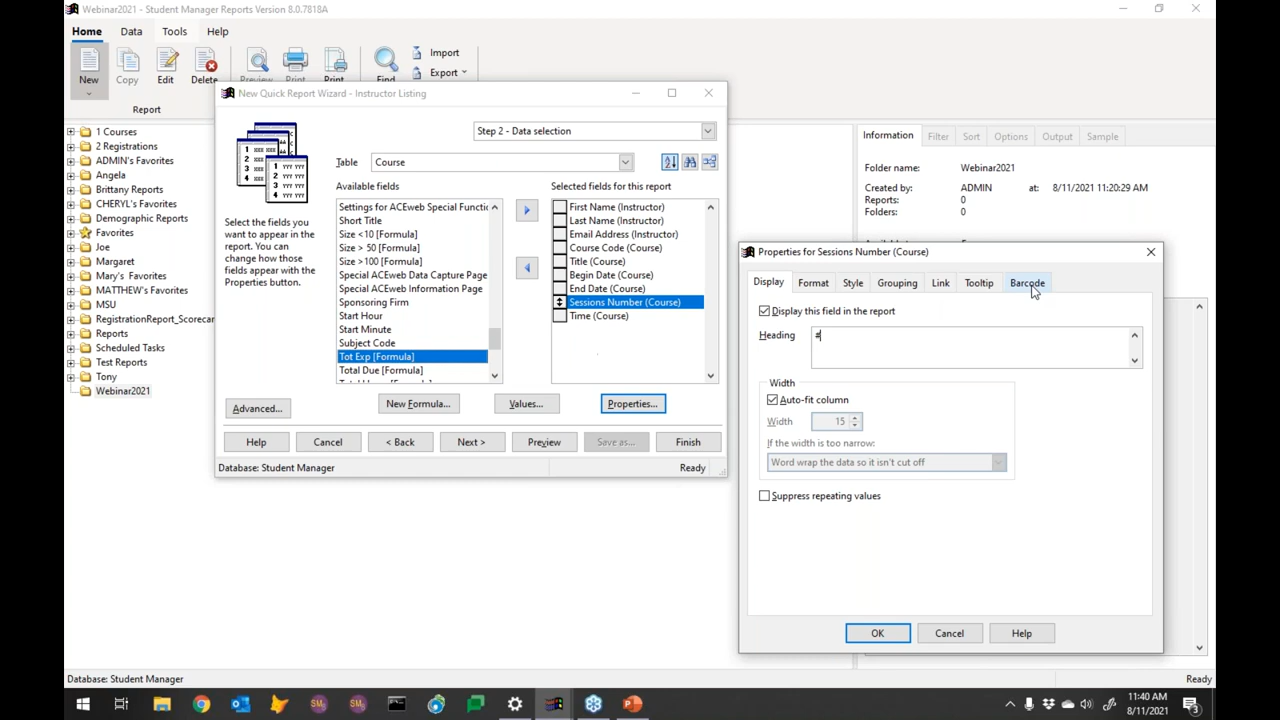 Webinar2021 - Student Manager Reports Version 8.0.7818A
Home Data Tools Help
New
Copy
Edit
Delete
Preview
Print
Print
Find
Import
Export
Report
1 Courses
2 Registrations
ADMIN's Favorites
Angela
Brittany Reports
CHERYL's Favorites
Demographic Reports
Favorites
Joe
Margaret
Mary's Favorites
MATTHEW's Favorites
MSU
RegistrationReport_Scorecar
Reports
Scheduled Tasks
Test Reports
Tony
Webinar2021
New Quick Report Wizard - Instructor Listing
Step 2 - Data selection
Table Course
Select the fields you
want to appear in the
report. You can
change how those
fields appear with the
Properties button.
Available fields
Settings for ACEweb Special Functio
Short Title
Size <10 [Formula]
Size > 50 [Formula]
Size >100 [Formula]
Special ACEweb Data Capture Page
Special ACEweb Information Page
Sponsoring Firm
Start Hour
Start Minute
Subject Code
Tot Exp [Formula]
Total Due [Formula]
Selected fields for this report
First Name (Instructor)
Last Name (Instructor)
Email Address (Instructor)
Course Code (Course)
Title (Course)
Begin Date (Course)
End Date (Course)
Sessions Number (Course)
Time (Course)
Advanced... New Formula... Values... Properties...
Help Cancel < Back Next > Preview Save as... Finish
Database: Student Manager Ready
Information Filter Sort Options Output Sample
Folder name: Webinar2021
Created by: ADMIN at: 8/11/2021 11:20:29 AM
Reports: 0
Folders: 0
Properties for Sessions Number (Course)
Display Format Style Grouping Link Tooltip Barcode
Display this field in the report
Heading #
Width
Auto-fit column
Width 15
If the width is too narrow:
Word wrap the data so it isn't cut off
Suppress repeating values
OK Cancel Help
Database: Student Manager Ready
11:40 AM
8/11/2021
3